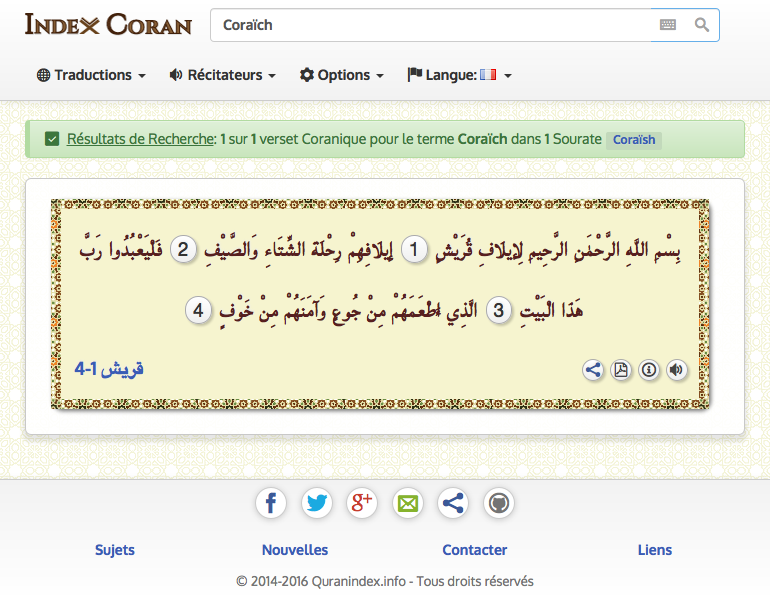 Index Coran
Coraïch
Traductions Récitateurs Options Langue:
Résultats de Recherche: 1 sur 1 verset Coranique pour le terme Coraïch dans 1 Sourate Coraïsh
بِسْمِ اللَّهِ الرَّحْمَٰنِ الرَّحِيمِ لِإِيلَافِ قُرَيْشٍ 1 إِيلَافِهِمْ رِحْلَةَ الشِّتَاءِ وَالصَّيْفِ 2 فَلْيَعْبُدُوا رَبَّ
هَٰذَا الْبَيْتِ 3 الَّذِي أَطْعَمَهُمْ مِنْ جُوعٍ وَآمَنَهُمْ مِنْ خَوْفٍ 4
قريش 1-4
Sujets Nouvelles Contacter Liens
© 2014-2016 Quranindex.info - Tous droits réservés